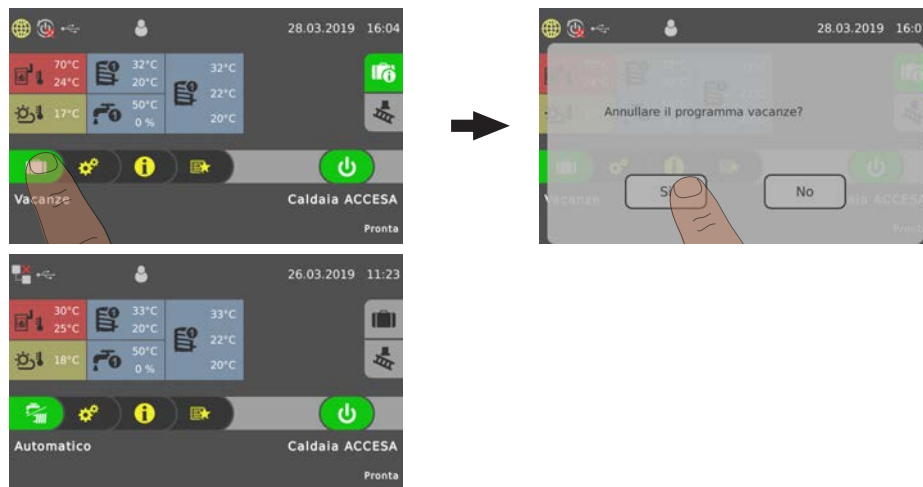 28.03.2019 16:04
70°C
24°C
32°C
20°C
32°C
22°C
20°C
17°C
50°C
0 %
Vacanze
Caldaia ACCESA
Pronta
28.03.2019 16:0
Annullare il programma vacanze?
No
26.03.2019 11:23
30°C
25°C
33°C
20°C
33°C
22°C
20°C
18°C
50°C
0 %
Automatico
Caldaia ACCESA
Pronta